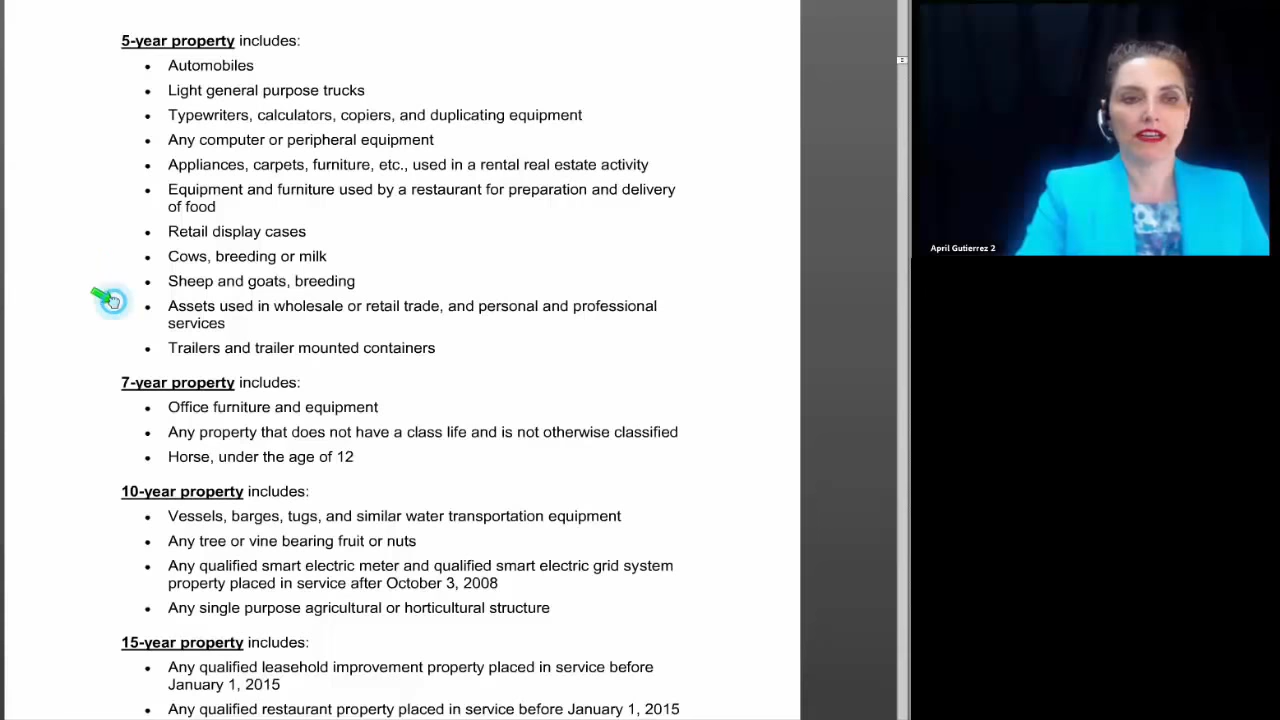 5-year property includes:
• Automobiles
• Light general purpose trucks
• Typewriters, calculators, copiers, and duplicating equipment
• Any computer or peripheral equipment
• Appliances, carpets, furniture, etc., used in a rental real estate activity
• Equipment and furniture used by a restaurant for preparation and delivery
of food
• Retail display cases
• Cows, breeding or milk
• Sheep and goats, breeding
• Assets used in wholesale or retail trade, and personal and professional
services
• Trailers and trailer mounted containers
7-year property includes:
• Office furniture and equipment
• Any property that does not have a class life and is not otherwise classified
• Horse, under the age of 12
10-year property includes:
• Vessels, barges, tugs, and similar water transportation equipment
• Any tree or vine bearing fruit or nuts
• Any qualified smart electric meter and qualified smart electric grid system
property placed in service after October 3, 2008
• Any single purpose agricultural or horticultural structure
15-year property includes:
• Any qualified leasehold improvement property placed in service before
January 1, 2015
• Any qualified restaurant property placed in service before January 1, 2015
April Gutierrez 2